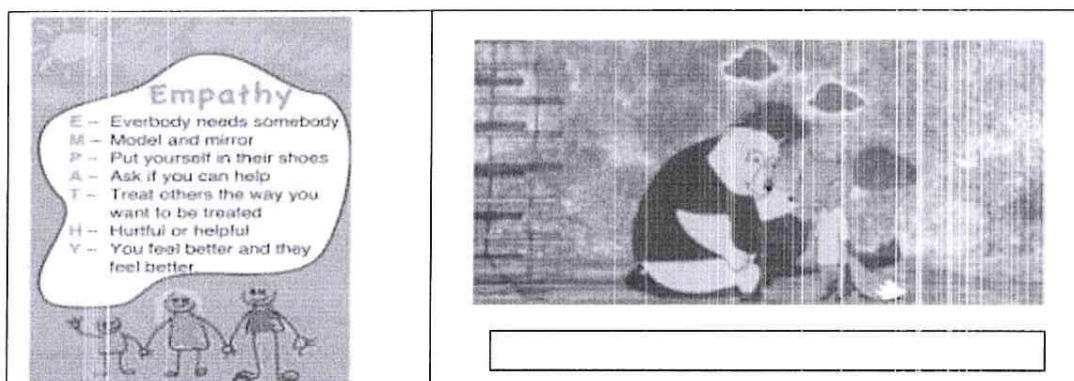 Empathy
E – Everbody needs somebody
M – Model and mirror
P – Put yourself in their shoes
A – Ask if you can help
T – Treat others the way you
want to be treated
H – Hurtful or helpful
Y – You feel better and they
feel better.